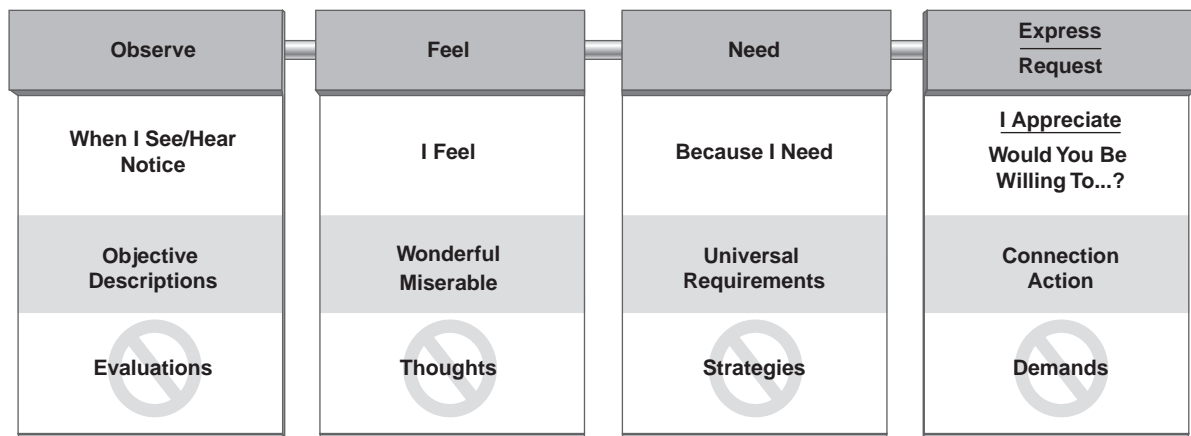 Observe
Feel
Need
Express
Request
When I See/Hear
Notice
I Feel
Because I Need
I Appreciate
Would You Be
Willing To...?
Objective
Descriptions
Wonderful
Miserable
Universal
Requirements
Connection
Action
Evaluations
Thoughts
Strategies
Demands